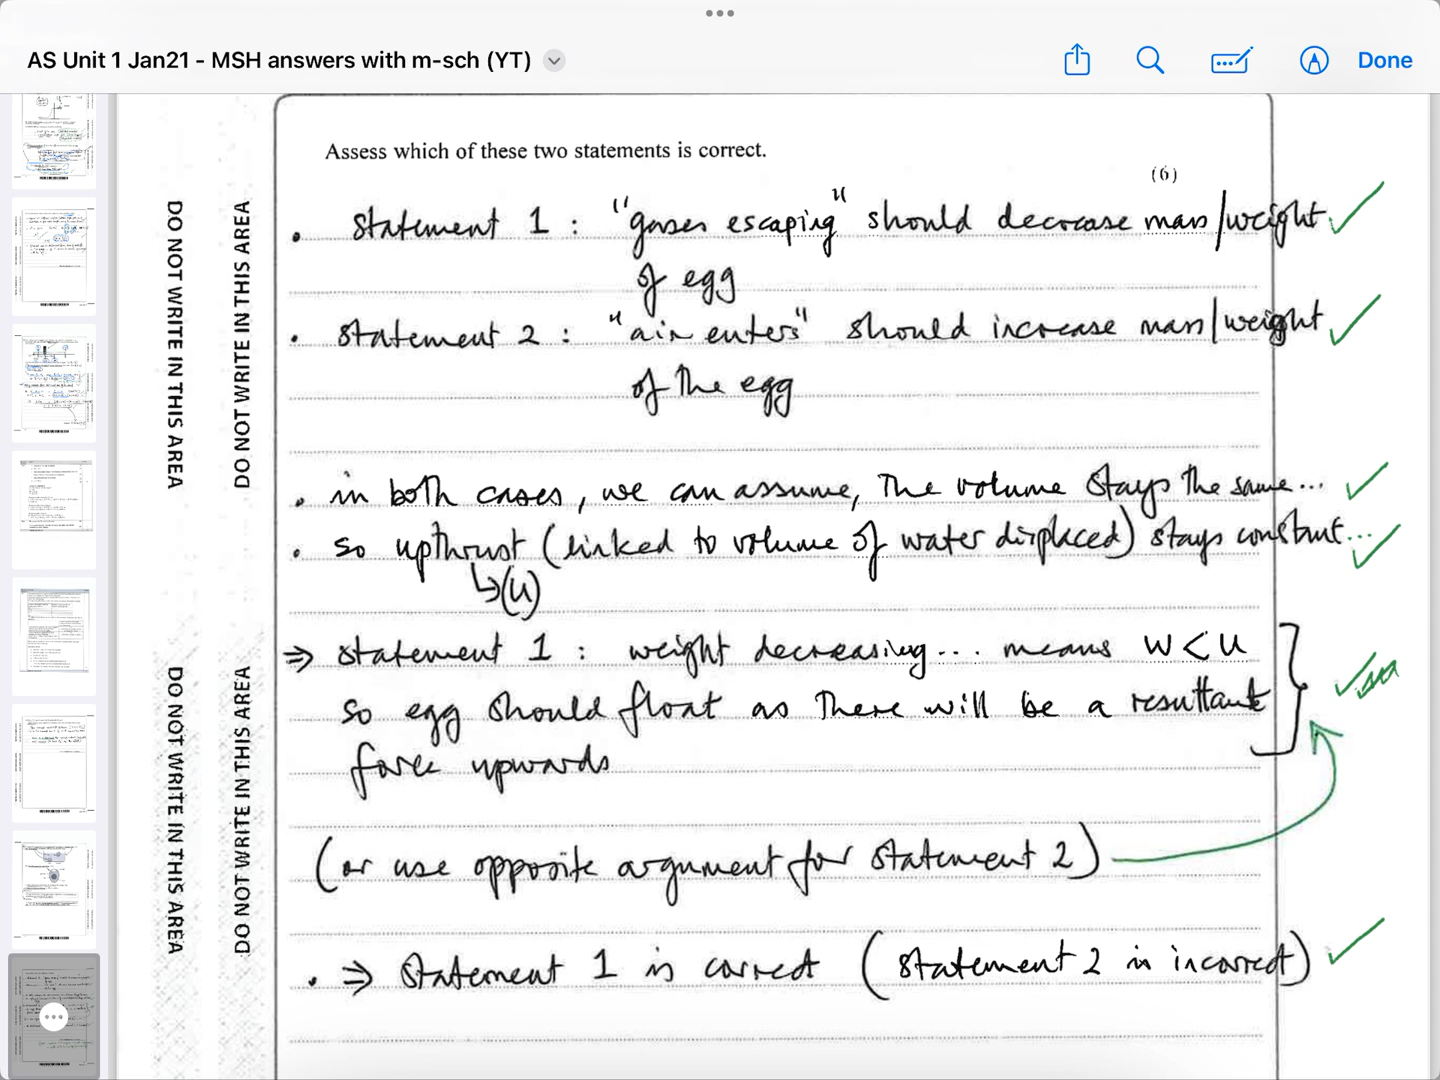 AS Unit 1 Jan21 - MSH answers with m-sch (YT)
Done
Assess which of these two statements is correct.
(6)
• statement 1 : "gases escaping" should decrease mass/weight
of egg
• statement 2 : "air enters" should increase mass/weight
of the egg
• in both cases, we can assume, the volume stays the same...
• so upthrust (linked to volume of water displaced) stays constant...
↳(U)
⇒ statement 1 : weight decreasing... means W < U
so egg should float as there will be a resultant
force upwards
(or use opposite argument for statement 2)
• ⇒ statement 1 is correct (statement 2 is incorrect)
DO NOT WRITE IN THIS AREA
DO NOT WRITE IN THIS AREA
DO NOT WRITE IN THIS AREA
DO NOT WRITE IN THIS AREA